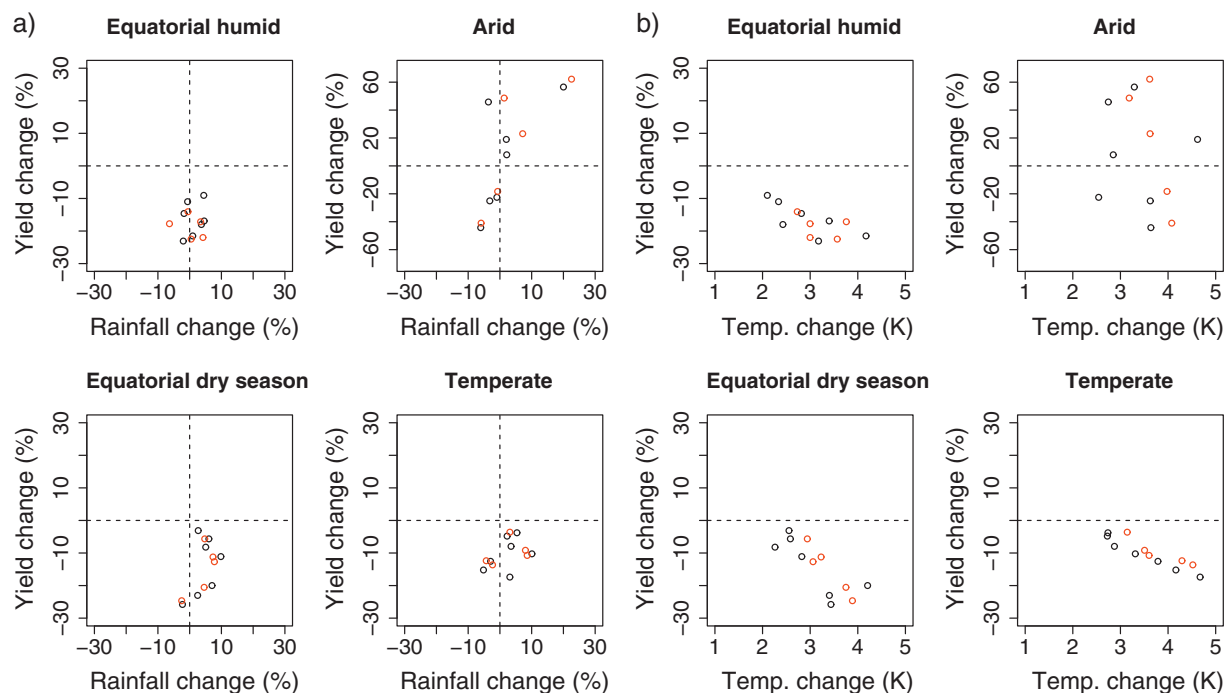 a)
Equatorial humid
Yield change (%)
30
10
−10
−30
−30
−10
10
30
Rainfall change (%)
Arid
Yield change (%)
60
20
−20
−60
−30
−10
10
30
Rainfall change (%)
b)
Equatorial humid
Yield change (%)
30
10
−10
−30
1 2 3 4 5
Temp. change (K)
Arid
Yield change (%)
60
20
−20
−60
1 2 3 4 5
Temp. change (K)
Equatorial dry season
Yield change (%)
30
10
−10
−30
−30
−10
10
30
Rainfall change (%)
Temperate
Yield change (%)
30
10
−10
−30
−30
−10
10
30
Rainfall change (%)
Equatorial dry season
Yield change (%)
30
10
−10
−30
1 2 3 4 5
Temp. change (K)
Temperate
Yield change (%)
30
10
−10
−30
1 2 3 4 5
Temp. change (K)